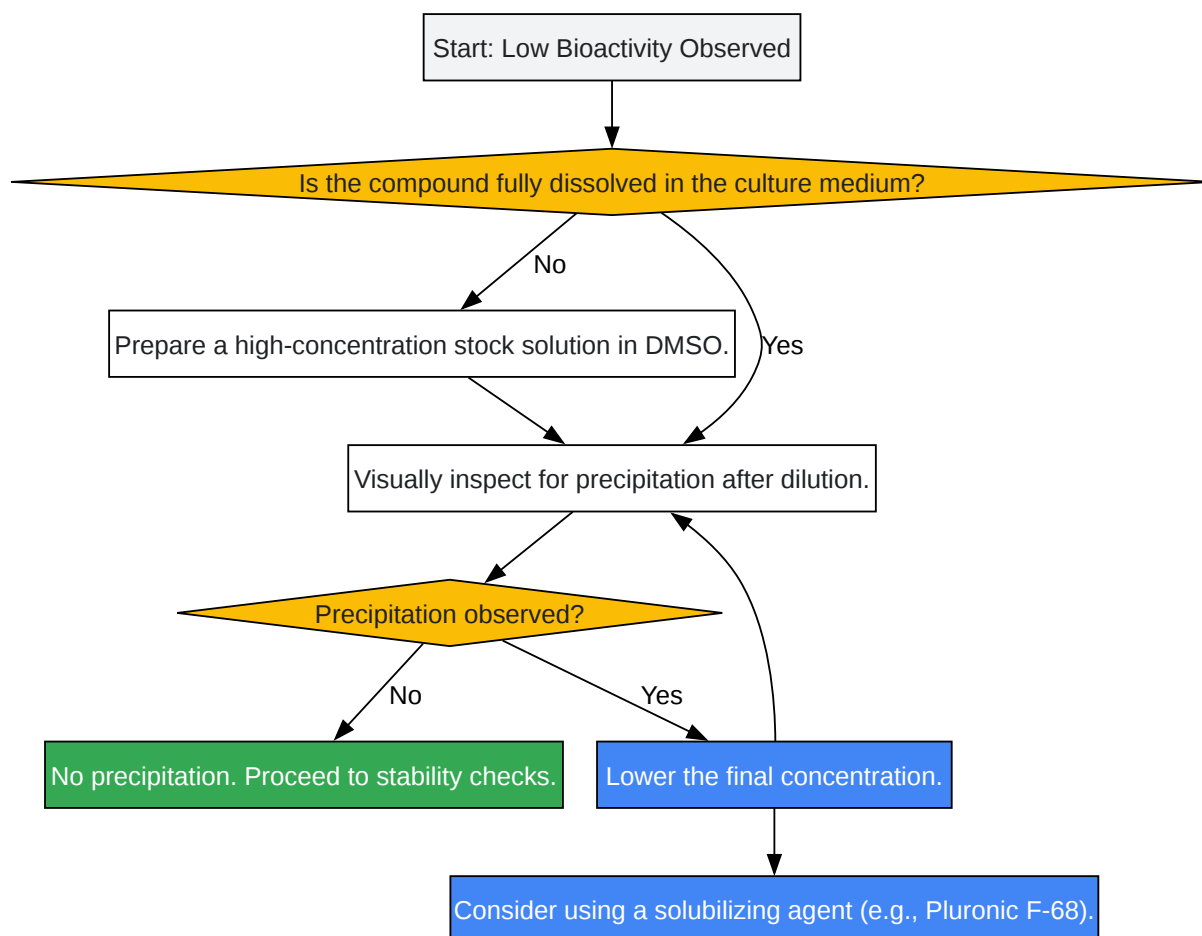 Start: Low Bioactivity Observed
Is the compound fully dissolved in the culture medium?
No
Prepare a high-concentration stock solution in DMSO.
Yes
Visually inspect for precipitation after dilution.
Precipitation observed?
No
Yes
No precipitation. Proceed to stability checks.
Lower the final concentration.
Consider using a solubilizing agent (e.g., Pluronic F-68).